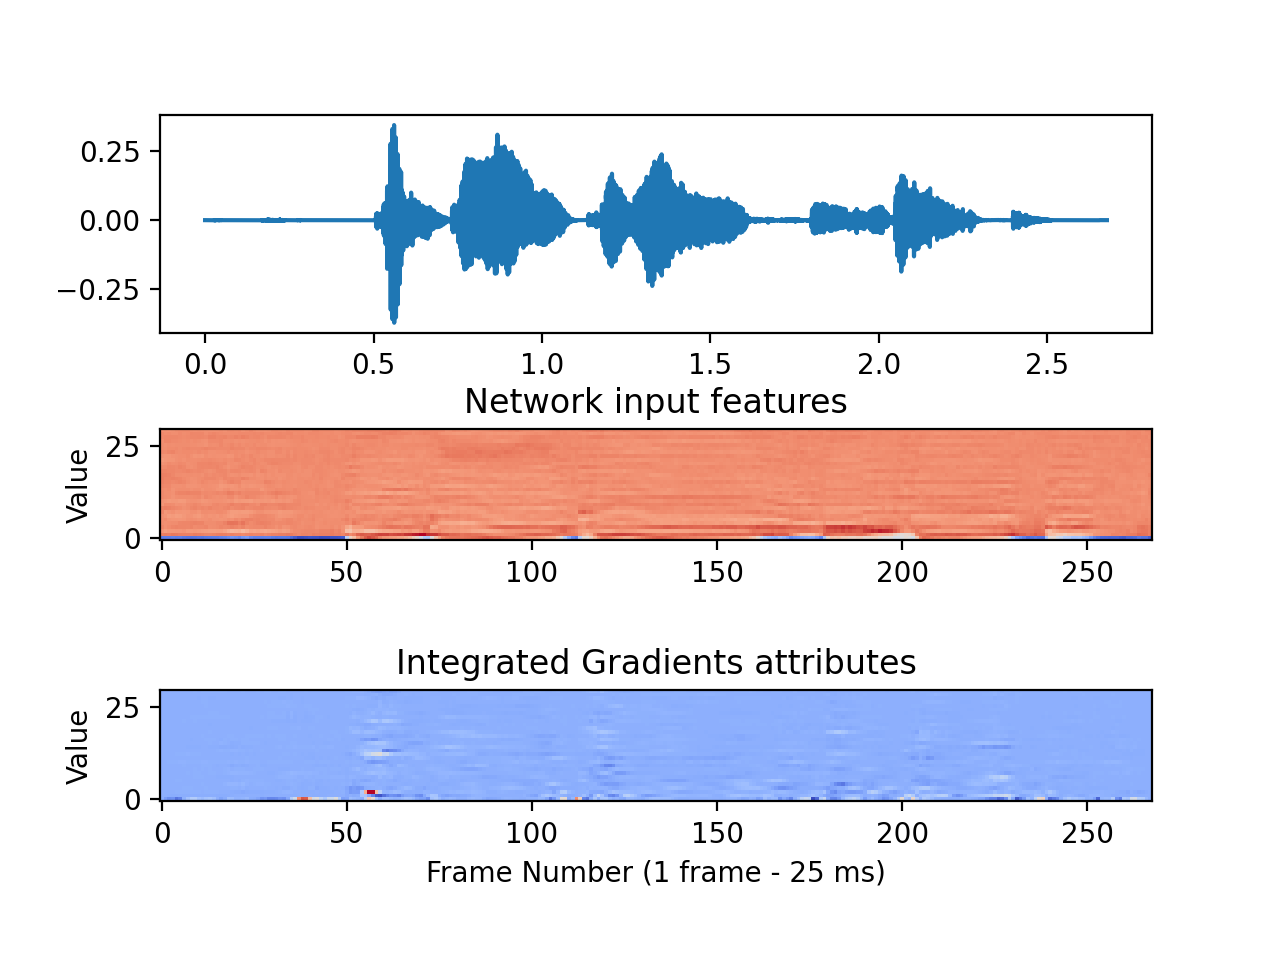 0.25
0.00
−0.25
0.0 0.5 1.0 1.5 2.0 2.5
Network input features
25
Value
0
0 50 100 150 200 250
Integrated Gradients attributes
25
Value
0
0 50 100 150 200 250
Frame Number (1 frame - 25 ms)